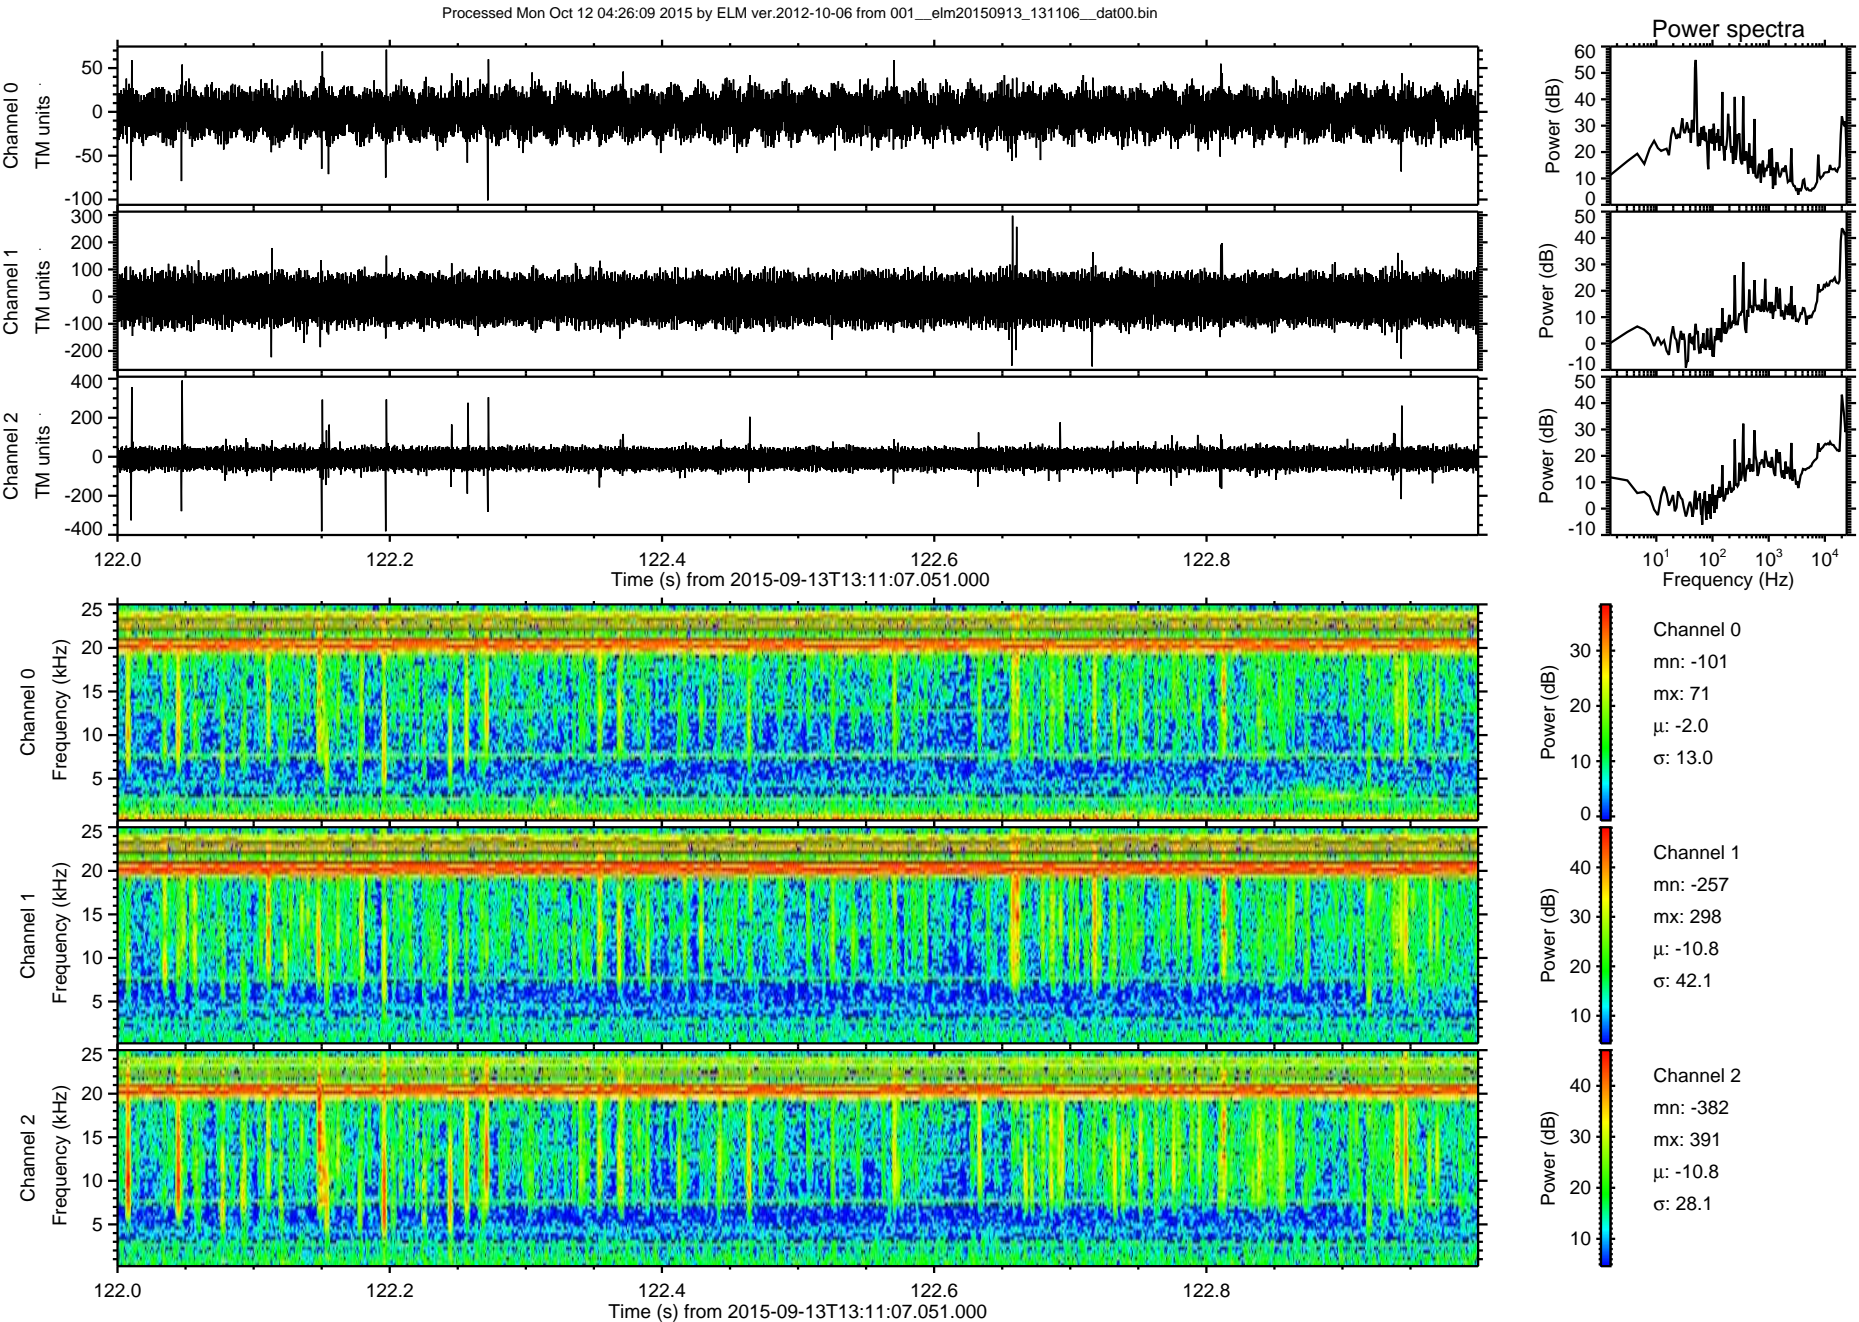 Processed Mon Oct 12 04:26:09 2015 by ELM ver.2012-10-06 from 001__elm20150913_131106__dat00.bin
Power spectra
Channel 0
TM units
50
0
-50
-100
Power (dB)
60
50
40
30
20
10
0
Channel 1
TM units
300
200
100
0
-100
-200
Power (dB)
50
40
30
20
10
0
-10
Channel 2
TM units
400
200
0
-200
-400
Power (dB)
50
40
30
20
10
0
-10
122.0 122.2 122.4 122.6 122.8
Time (s) from 2015-09-13T13:11:07.051.000
10¹ 10² 10³ 10⁴
Frequency (Hz)
Channel 0
Frequency (kHz)
25
20
15
10
5
Power (dB)
30
20
10
0
Channel 0
mn: -101
mx: 71
μ: -2.0
σ: 13.0
Channel 1
Frequency (kHz)
25
20
15
10
5
Power (dB)
40
30
20
10
Channel 1
mn: -257
mx: 298
μ: -10.8
σ: 42.1
Channel 2
Frequency (kHz)
25
20
15
10
5
Power (dB)
40
30
20
10
Channel 2
mn: -382
mx: 391
μ: -10.8
σ: 28.1
122.0 122.2 122.4 122.6 122.8
Time (s) from 2015-09-13T13:11:07.051.000